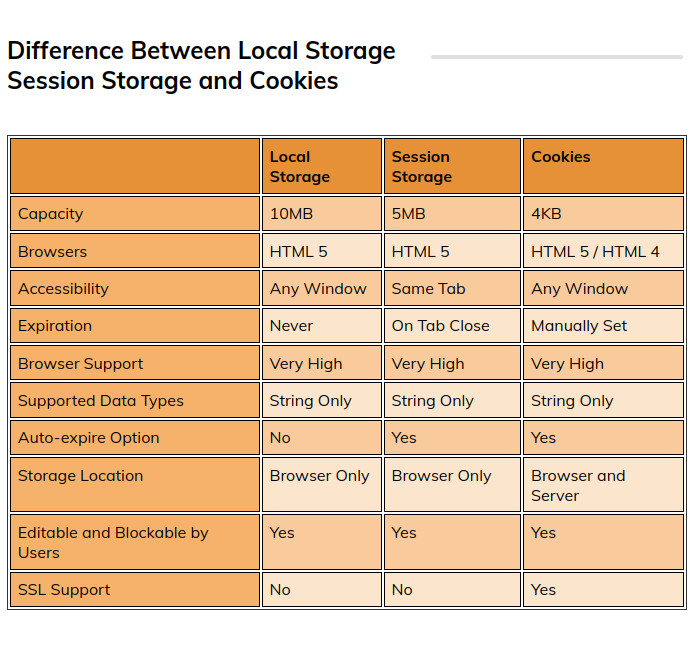 Difference Between Local Storage
Session Storage and Cookies
Local Storage Session Storage Cookies
Capacity 10MB 5MB 4KB
Browsers HTML 5 HTML 5 HTML 5 / HTML 4
Accessibility Any Window Same Tab Any Window
Expiration Never On Tab Close Manually Set
Browser Support Very High Very High Very High
Supported Data Types String Only String Only String Only
Auto-expire Option No Yes Yes
Storage Location Browser Only Browser Only Browser and Server
Editable and Blockable by Users Yes Yes Yes
SSL Support No No Yes